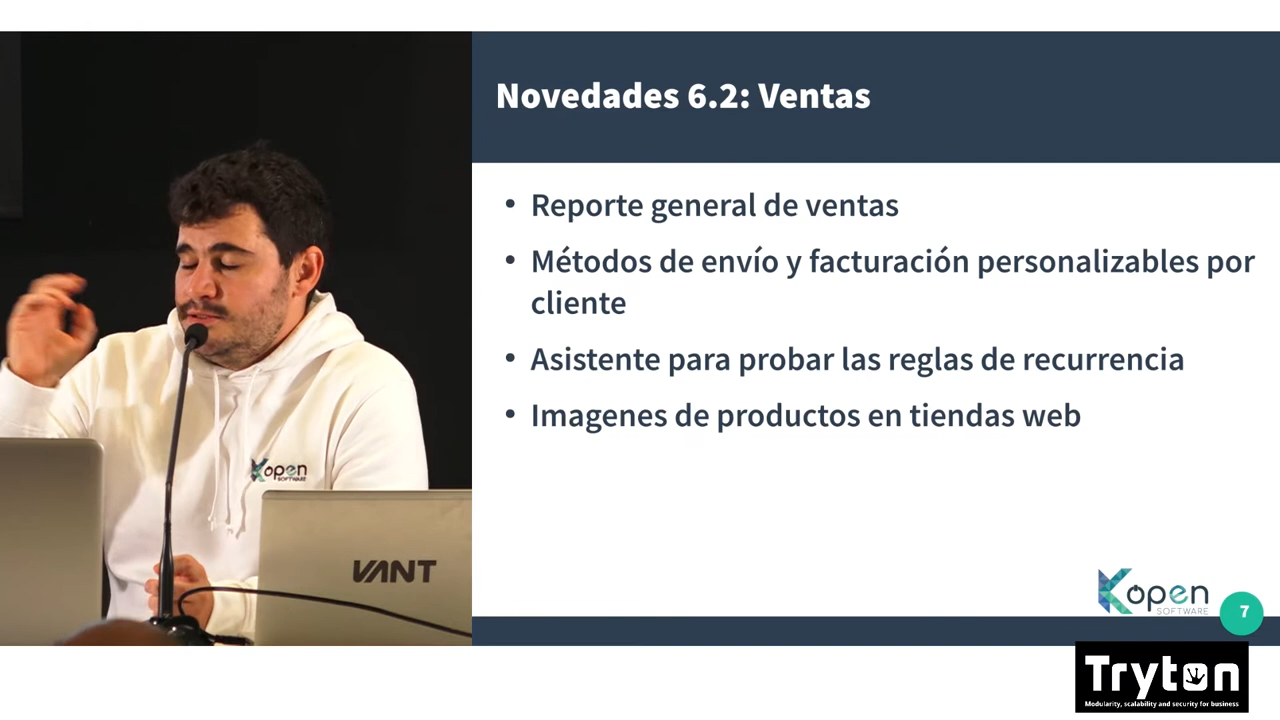 Novedades 6.2: Ventas
• Reporte general de ventas
• Métodos de envío y facturación personalizables por
cliente
• Asistente para probar las reglas de recurrencia
• Imagenes de productos en tiendas web
Kopen
SOFTWARE
VANT
Kopen
SOFTWARE
7
Tryton
Modularity, scalability and security for business